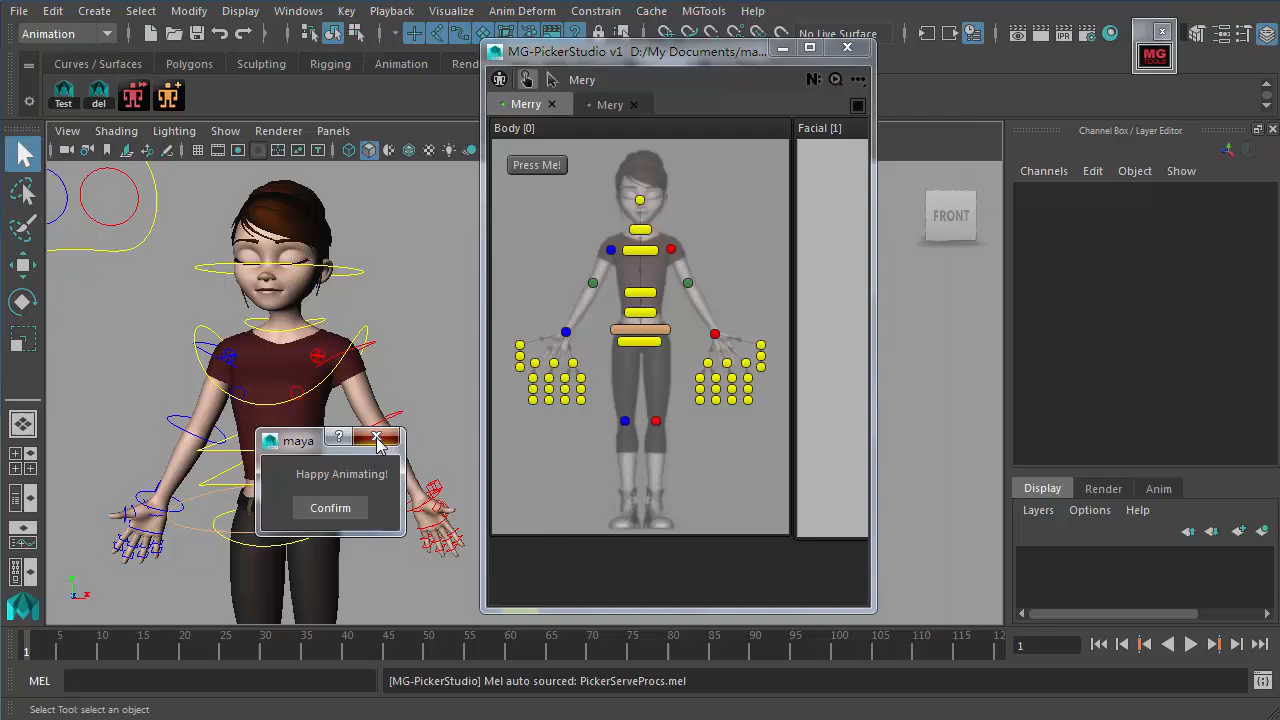 File Edit Create Select Modify Display Windows Key Playback Visualize Anim Deform Constrain Cache MGTools Help
Animation
No Live Surface
MG-PickerStudio v1 D:/My Documents/ma...
MG
TOOLS
IPR
Curves / Surfaces Polygons Sculpting Rigging Animation
Mery
N:
Test del
Merry Mery
View Shading Lighting Show Renderer Panels
Body [0] Facial [1]
Channel Box / Layer Editor
Press Me!
Channels Edit Object Show
FRONT
maya
?
Happy Animating!
Confirm
Display Render Anim
Layers Options Help
5 10 15 20 25 30 35 40 45 50 55 60 65 70 75 80 85 90 95 100 105 110 115 12
1
1
MEL
[MG-PickerStudio] Mel auto sourced: PickerServeProcs.mel
Select Tool: select an object